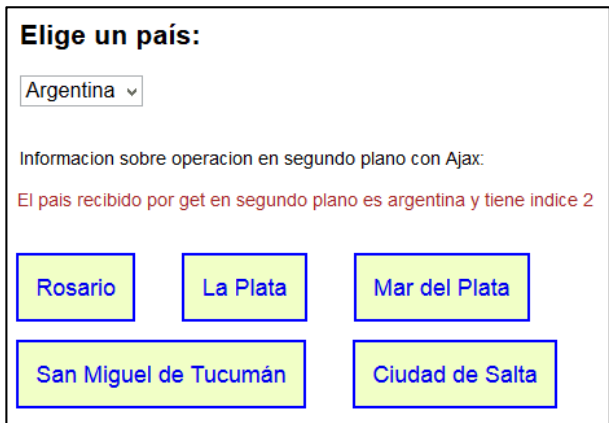 Elige un país:
Argentina
Informacion sobre operacion en segundo plano con Ajax:
El pais recibido por get en segundo plano es argentina y tiene indice 2
Rosario La Plata Mar del Plata
San Miguel de Tucumán Ciudad de Salta